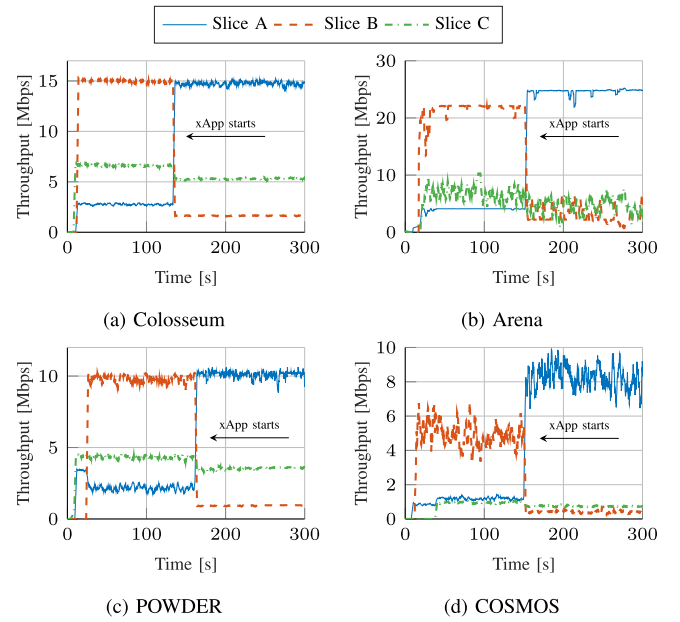 Slice A Slice B Slice C
Throughput [Mbps]
15
10
5
0
xApp starts
0 100 200 300
Time [s]
(a) Colosseum
Throughput [Mbps]
30
20
10
0
xApp starts
0 100 200 300
Time [s]
(b) Arena
Throughput [Mbps]
10
5
0
xApp starts
0 100 200 300
Time [s]
(c) POWDER
Throughput [Mbps]
10
8
6
4
2
0
xApp starts
0 100 200 300
Time [s]
(d) COSMOS